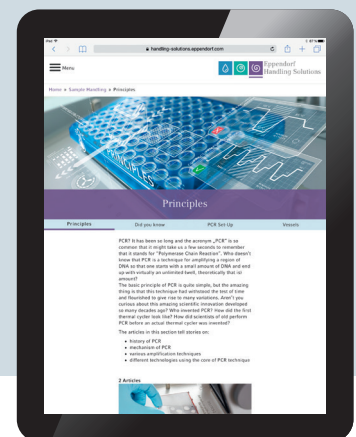 iPad
87%
handling-solutions.eppendorf.com
Menu
Eppendorf
Handling Solutions
Home > Sample Handling > Principles
Principles
Principles
Did you know
PCR Set-Up
Vessels
PCR? It has been so long and the acronym „PCR" is so
common that it might take us a few seconds to remember
that it stands for "Polymerase Chain Reaction". Who doesn't
know that PCR is a technique for amplifying a region of
DNA so that one starts with a small amount of DNA and end
up with virtually an unlimited (well, theoretically that is)
amount?
The basic principle of PCR is quite simple, but the amazing
thing is that this technique had withstood the test of time
and flourished to give rise to many variations. Aren't you
curious about this amazing scientific innovation developed
so many decades ago? Who invented PCR? How did the first
thermal cycler look like? How did scientists of old perform
PCR before an actual thermal cycler was invented?
The articles in this section tell stories on:
• history of PCR
• mechanism of PCR
• various amplification techniques
• different technologies using the core of PCR technique
2 Articles